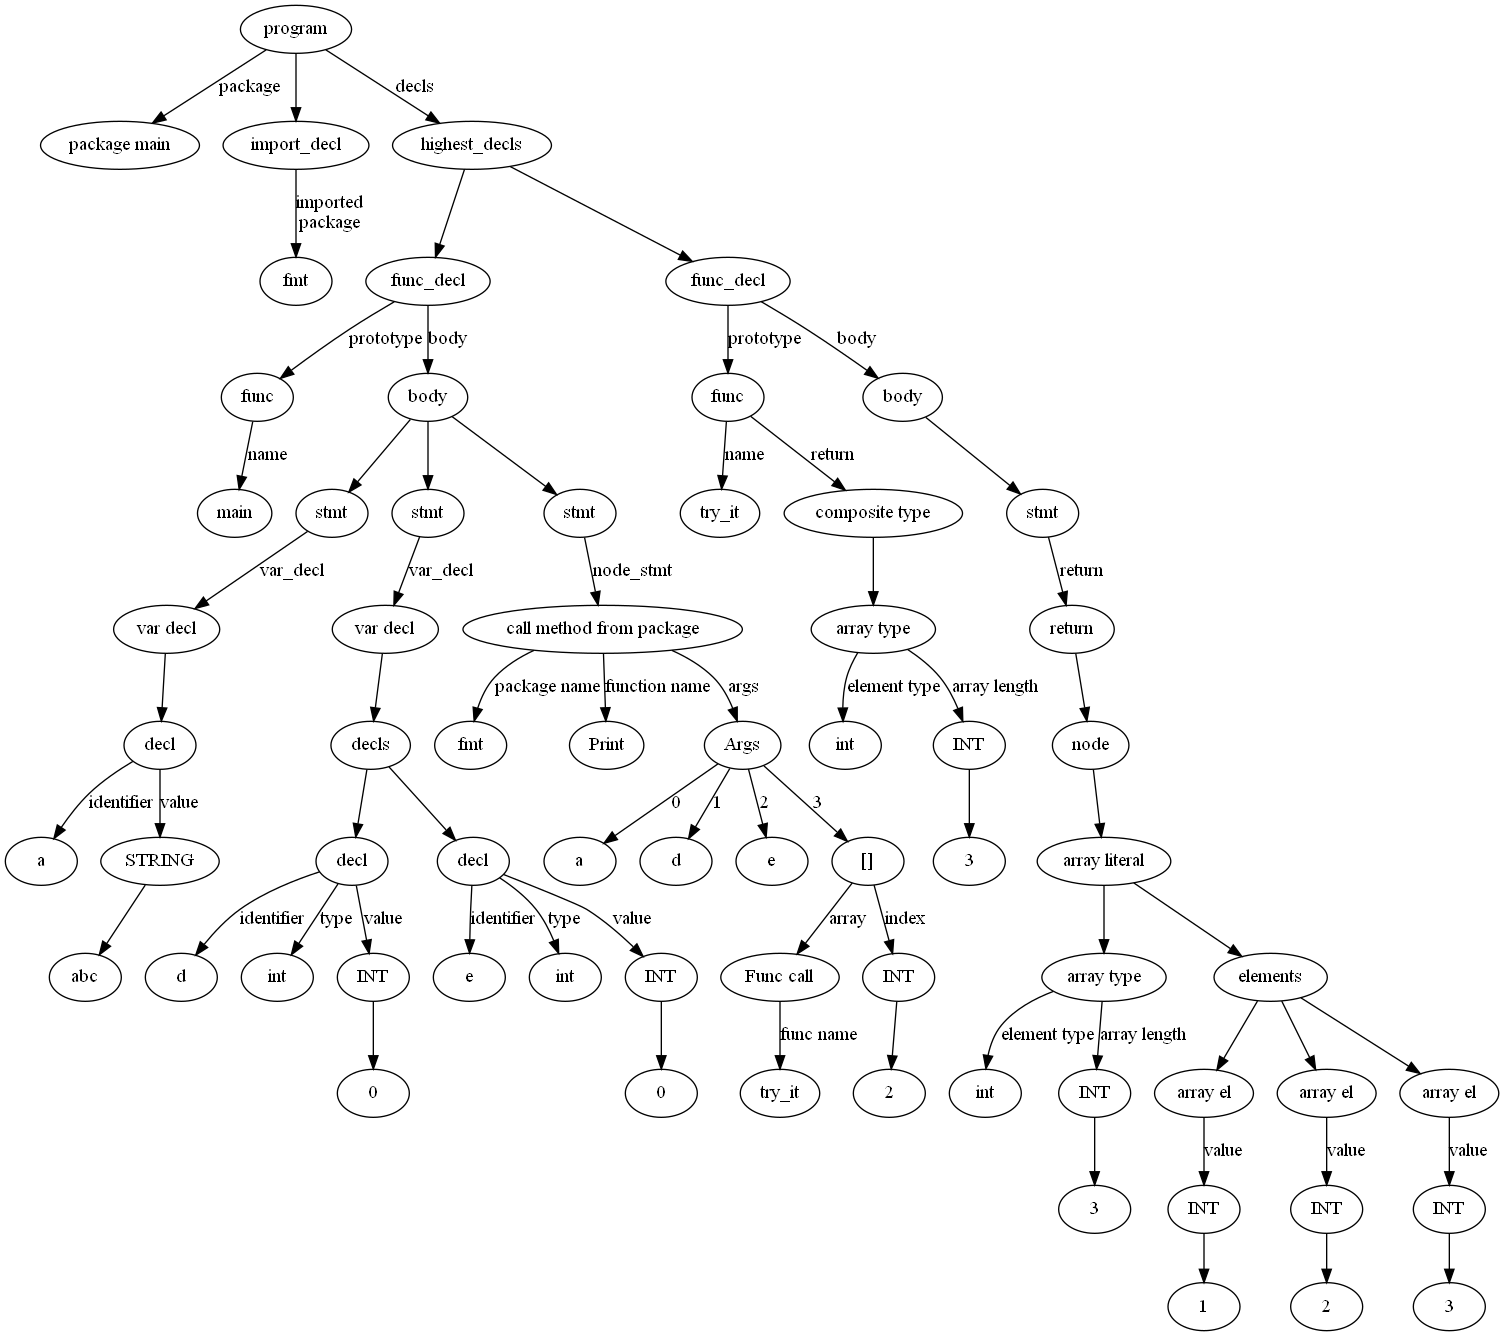 program
package
decls
package main
import_decl
highest_decls
imported
package
fmt
func_decl
func_decl
prototype
body
prototype
body
func
body
func
body
name
name
return
main
stmt
stmt
stmt
try_it
composite type
stmt
var_decl
var_decl
node_stmt
return
var decl
var decl
call method from package
array type
return
package name
function name
args
element type
array length
decl
decls
fmt
Print
Args
int
INT
node
identifier
value
0
1
2
3
a
STRING
decl
decl
a
d
e
[]
3
array literal
identifier
type
value
identifier
type
value
array
index
abc
d
int
INT
e
int
INT
Func call
INT
array type
elements
func name
element type
array length
0
0
try_it
2
int
INT
array el
array el
array el
value
value
value
3
INT
INT
INT
1
2
3